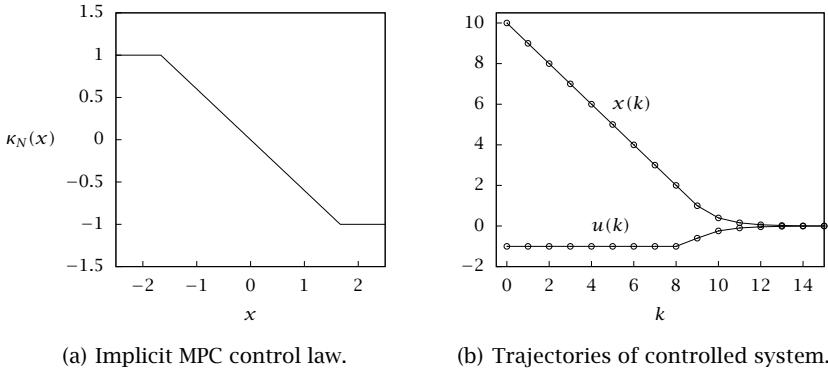 1.5
1
0.5
0
−0.5
−1
−1.5
κN(x)
−2 −1 0 1 2
x
(a) Implicit MPC control law.
10
8
6
4
2
0
−2
x(k)
u(k)
0 2 4 6 8 10 12 14
k
(b) Trajectories of controlled system.